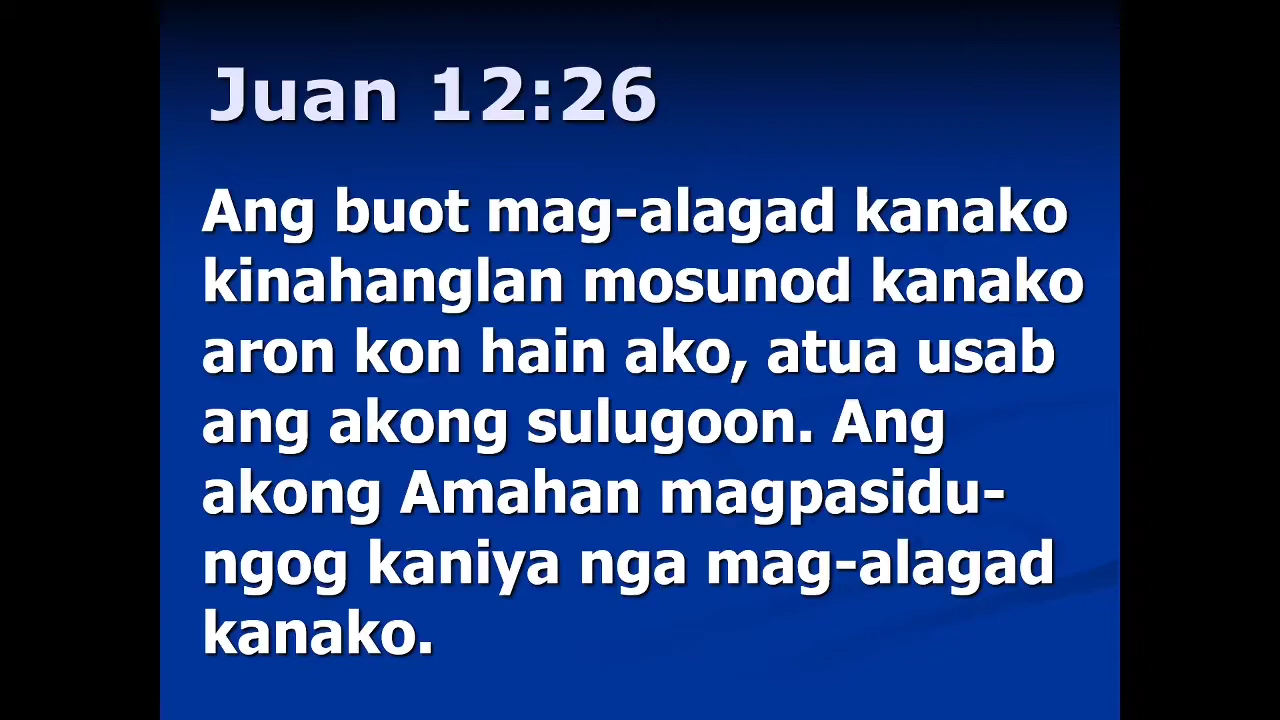 Juan 12:26
Ang buot mag-alagad kanako
kinahanglan mosunod kanako
aron kon hain ako, atua usab
ang akong sulugoon. Ang
akong Amahan magpasidu-
ngog kaniya nga mag-alagad
kanako.